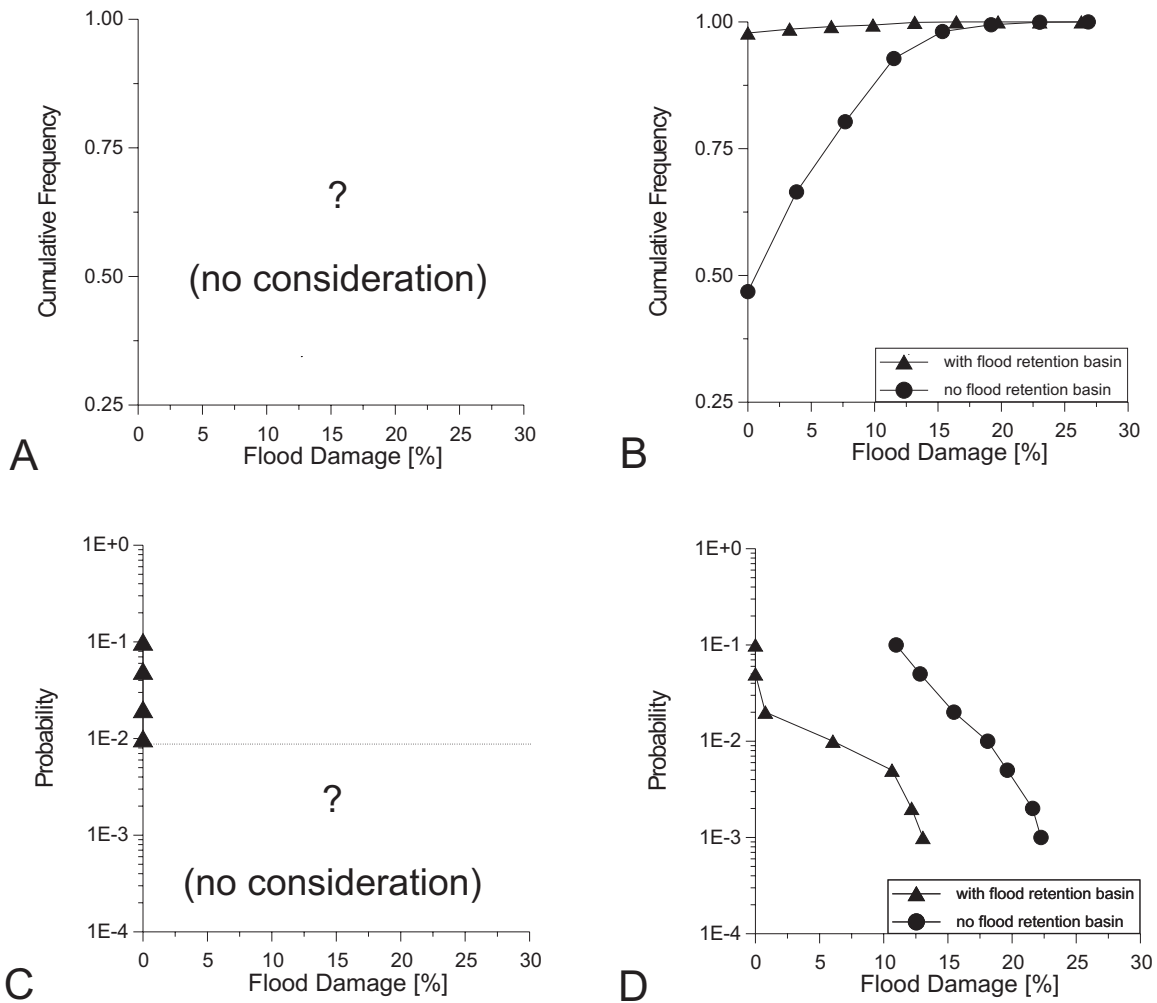 1.00
0.75
0.50
0.25
Cumulative Frequency
?
(no consideration)
0 5 10 15 20 25 30
Flood Damage [%]
A
1.00
0.75
0.50
0.25
Cumulative Frequency
with flood retention basin
no flood retention basin
0 5 10 15 20 25 30
Flood Damage [%]
B
1E+0
1E-1
1E-2
1E-3
1E-4
Probability
?
(no consideration)
0 5 10 15 20 25 30
Flood Damage [%]
C
1E+0
1E-1
1E-2
1E-3
1E-4
Probability
with flood retention basin
no flood retention basin
0 5 10 15 20 25 30
Flood Damage [%]
D